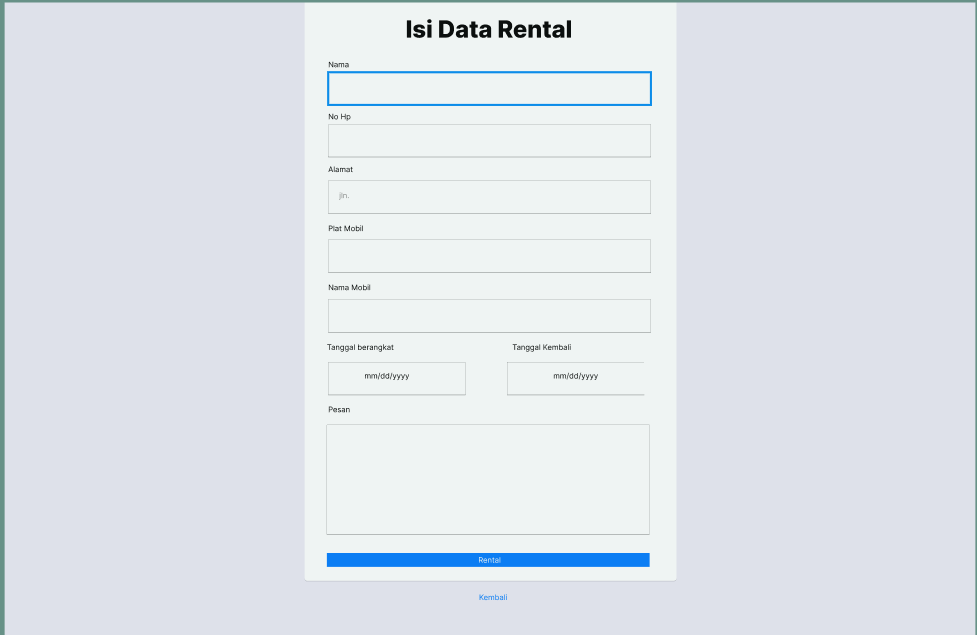 Isi Data Rental
Nama
No Hp
Alamat
jln.
Plat Mobil
Nama Mobil
Tanggal berangkat
Tanggal Kembali
mm/dd/yyyy
mm/dd/yyyy
Pesan
Rental
Kembali